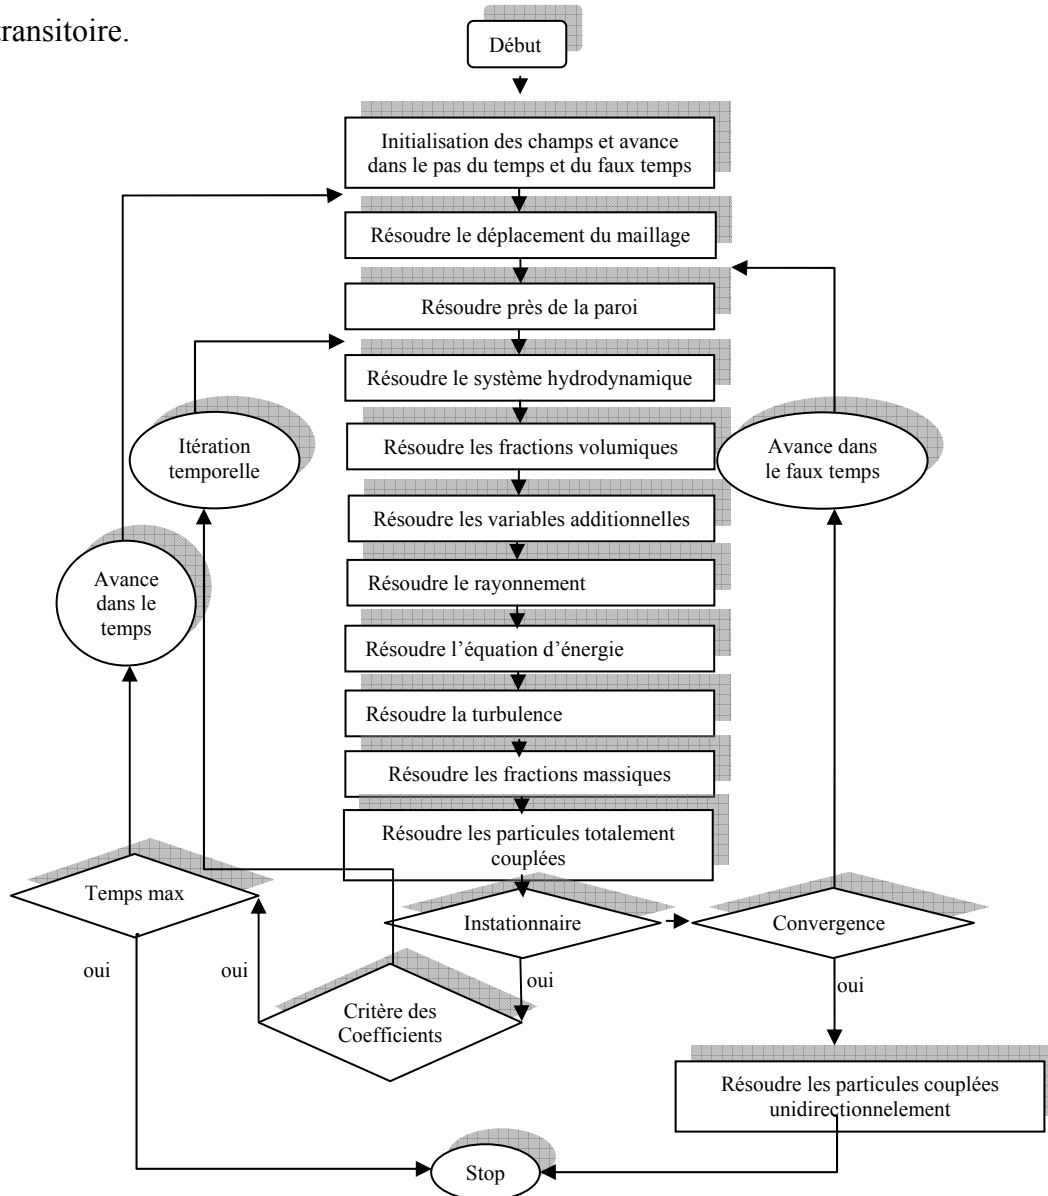 transitoire.
Début
Initialisation des champs et avance
dans le pas du temps et du faux temps
Résoudre le déplacement du maillage
Résoudre près de la paroi
Résoudre le système hydrodynamique
Itération
temporelle
Résoudre les fractions volumiques
Avance dans
le faux temps
Résoudre les variables additionnelles
Avance
dans le
temps
Résoudre le rayonnement
Résoudre l’équation d’énergie
Résoudre la turbulence
Résoudre les fractions massiques
Résoudre les particules totalement
couplées
Temps max
Instationnaire
Convergence
oui
oui
oui
oui
Critère des
Coefficients
Résoudre les particules couplées
unidirectionnelement
Stop